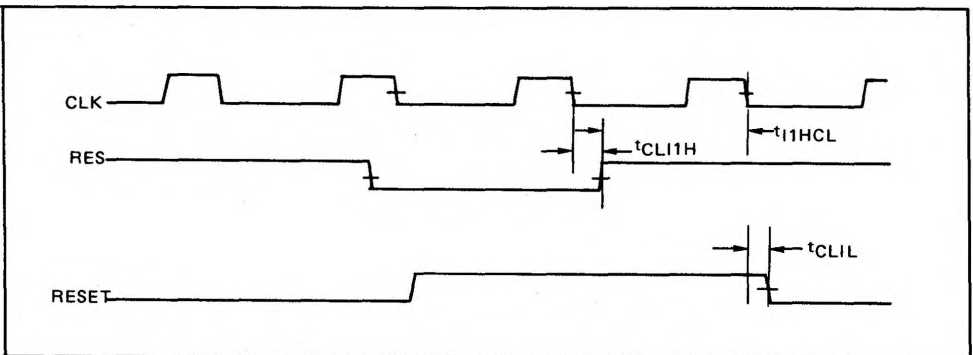 CLK
tI1HCL
RES
tCLI1H
tCLIL
RESET